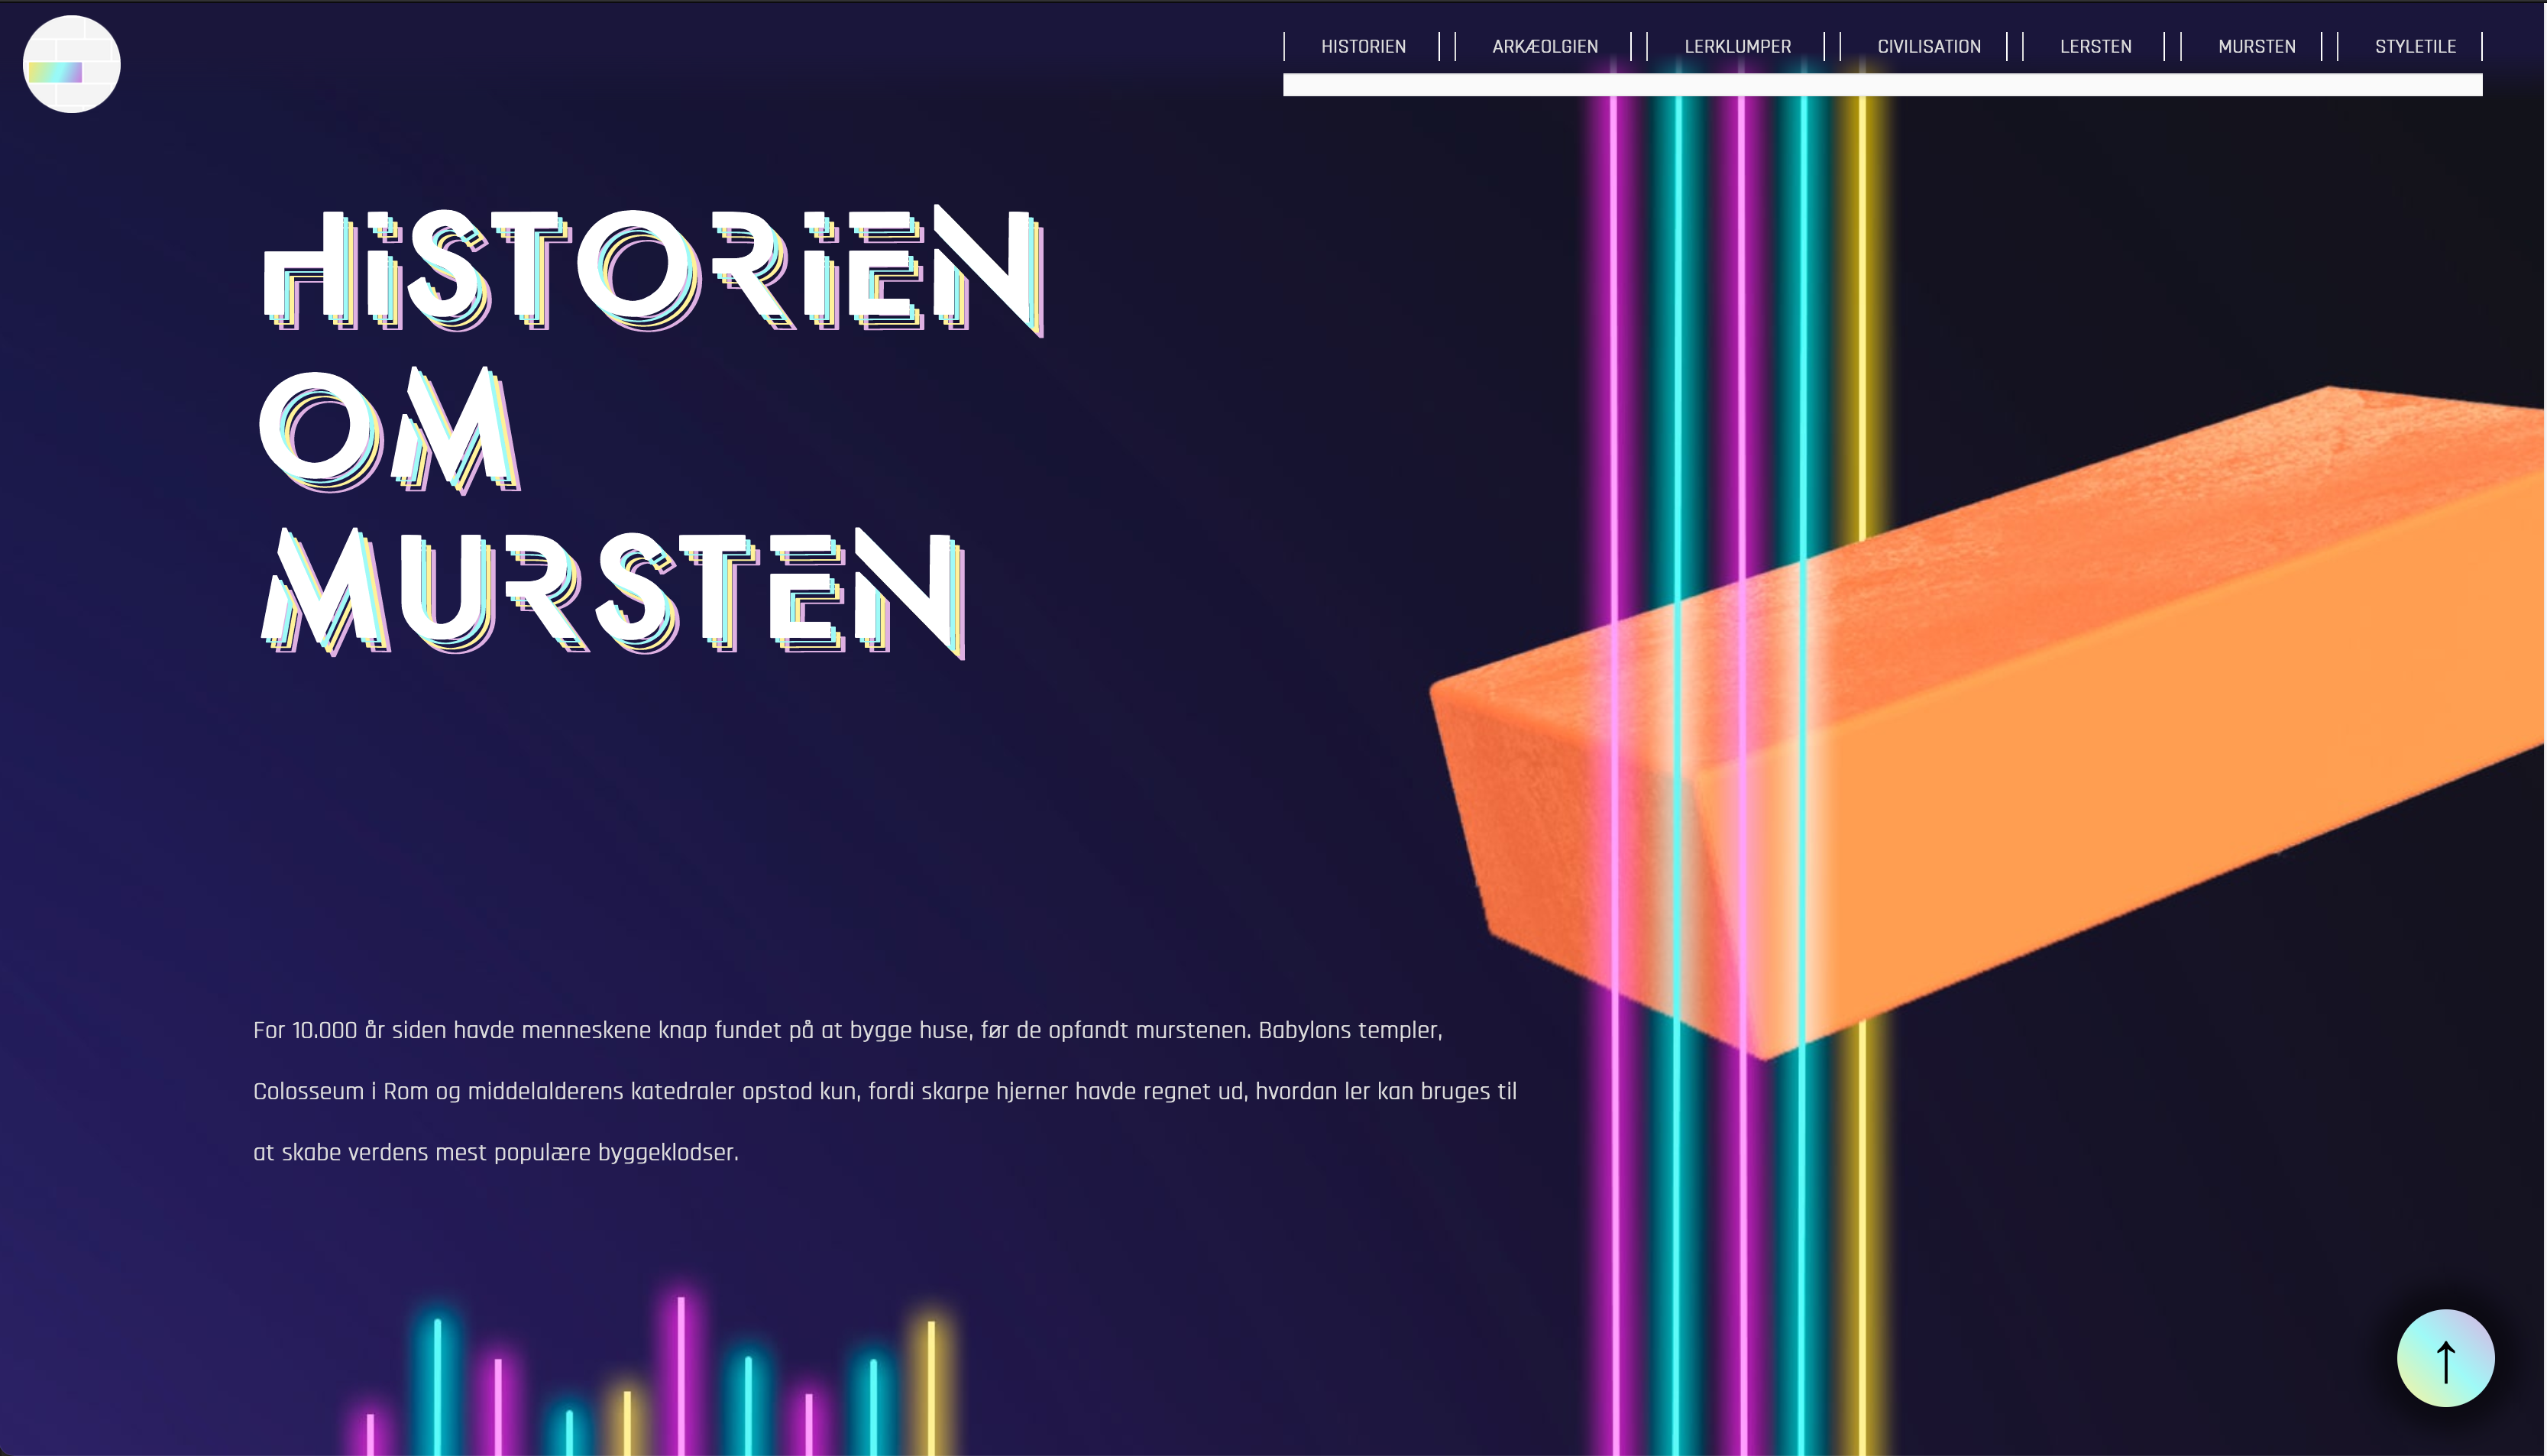 HISTORIEN ARKÆOLGIEN LERKLUMPER CIVILISATION LERSTEN MURSTEN STYLETILE
HiSTORiEN
OM
MURSTEN
For 10.000 år siden havde menneskene knap fundet på at bygge huse, før de opfandt murstenen. Babylons templer,
Colosseum i Rom og middelalderens katedraler opstod kun, fordi skarpe hjerner havde regnet ud, hvordan ler kan bruges til
at skabe verdens mest populære byggeklodser.
↑